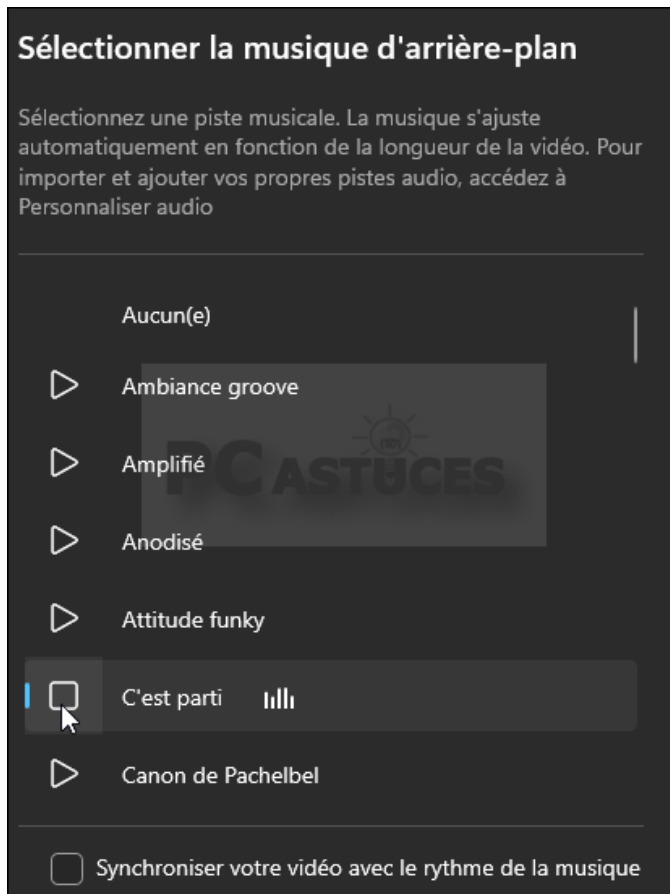 Sélectionner la musique d'arrière-plan
Sélectionnez une piste musicale. La musique s'ajuste
automatiquement en fonction de la longueur de la vidéo. Pour
importer et ajouter vos propres pistes audio, accédez à
Personnaliser audio
Aucun(e)
Ambiance groove
PC ASTUCES
Amplifié
Anodisé
Attitude funky
C'est parti
Canon de Pachelbel
Synchroniser votre vidéo avec le rythme de la musique